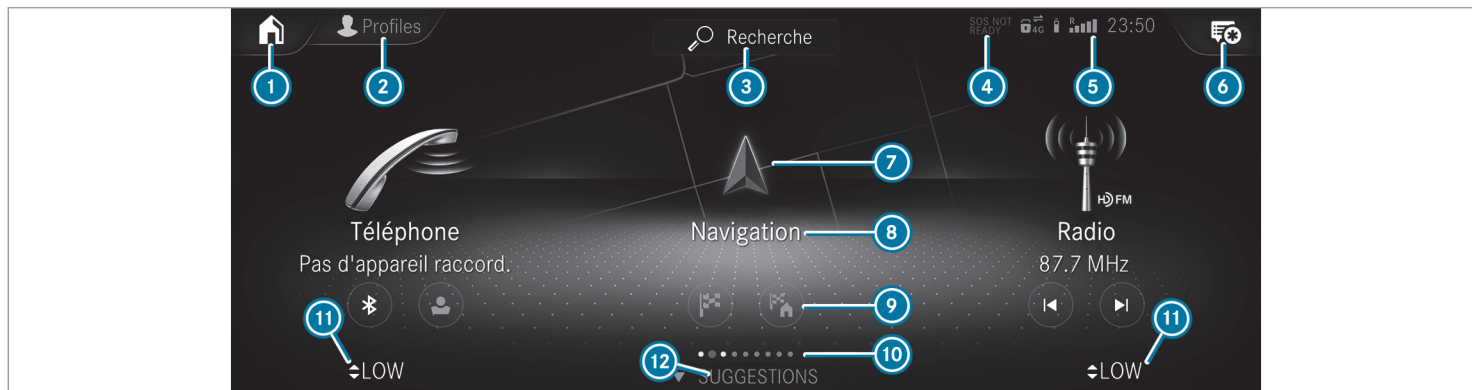 Profiles
Recherche
SOS NOT
READY
4G
R
23:50
1
2
3
4
5
6
7
HD FM
Téléphone
Navigation
8
Radio
Pas d'appareil raccord.
87.7 MHz
9
11
11
10
12
LOW
SUGGESTIONS
LOW